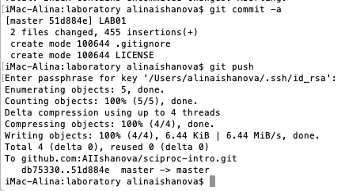 iMac-Alina:laboratory alinaishanova$ git commit -a
[master 51d884e] LAB01
2 files changed, 455 insertions(+)
create mode 100644 .gitignore
create mode 100644 LICENSE
iMac-Alina:laboratory alinaishanova$ git push
Enter passphrase for key '/Users/alinaishanova/.ssh/id_rsa':
Enumerating objects: 5, done.
Counting objects: 100% (5/5), done.
Delta compression using up to 4 threads
Compressing objects: 100% (4/4), done.
Writing objects: 100% (4/4), 6.44 KiB | 6.44 MiB/s, done.
Total 4 (delta 0), reused 0 (delta 0)
To github.com:AIIshanova/sciproc-intro.git
db75330..51d884e master -> master
iMac-Alina:laboratory alinaishanova$